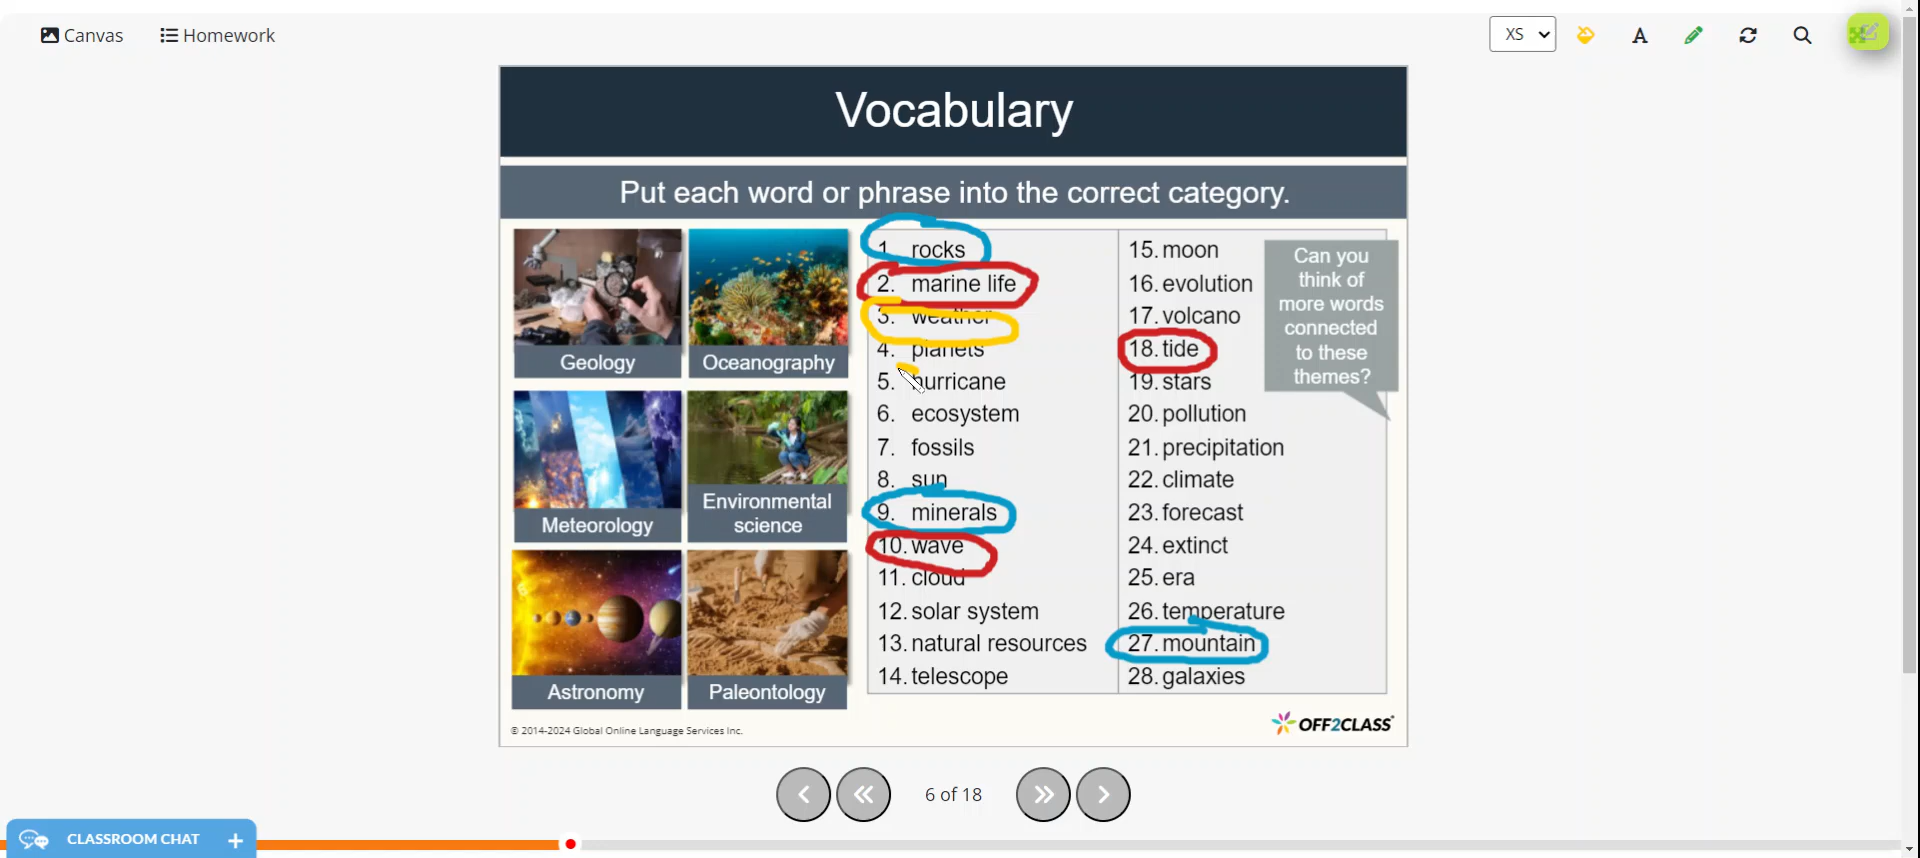 Canvas
Homework
XS
A
Vocabulary
Put each word or phrase into the correct category.
Geology
Oceanography
Meteorology
Environmental
science
Astronomy
Paleontology
1. rocks
2. marine life
3. weather
4. planets
5. hurricane
6. ecosystem
7. fossils
8. sun
9. minerals
10. wave
11. cloud
12. solar system
13. natural resources
14. telescope
15. moon
16. evolution
17. volcano
18. tide
19. stars
20. pollution
21. precipitation
22. climate
23. forecast
24. extinct
25. era
26. temperature
27. mountain
28. galaxies
Can you
think of
more words
connected
to these
themes?
© 2014-2024 Global Online Language Services Inc.
OFF2CLASS
6 of 18
CLASSROOM CHAT +